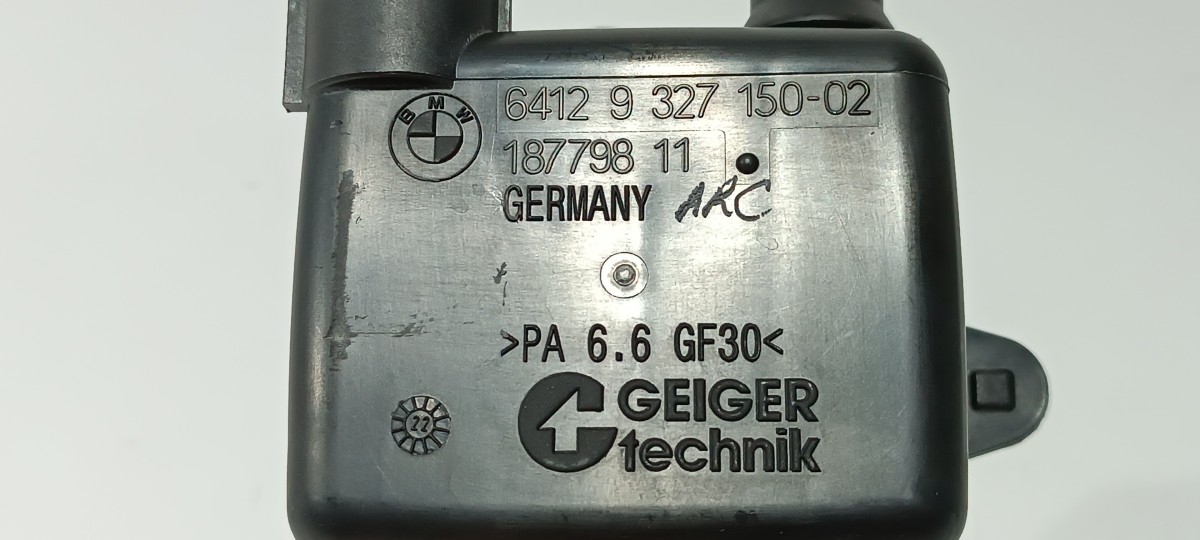 BMW
6412 9 327 150-02
187798 11
GERMANY ARC
>PA 6.6 GF30<
22
GEIGER
technik